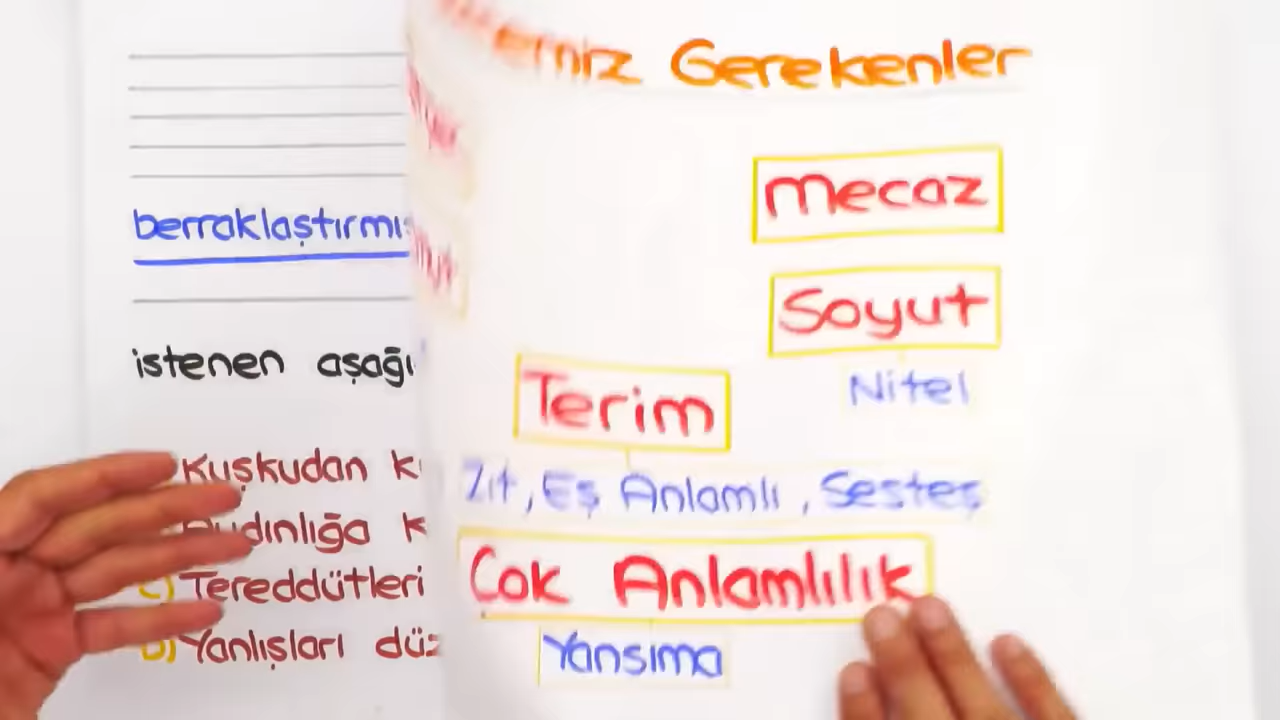 Gerekenler
Mecaz
Soyut
Nitel
Terim
Zıt, Eş Anlamlı, Sesteş
Çok Anlamlılık
Yansıma
berraklaştırmı
istenen aşağı
Kuşkudan k
Aydınlığa k
c) Tereddütleri
D) Yanlışları düz